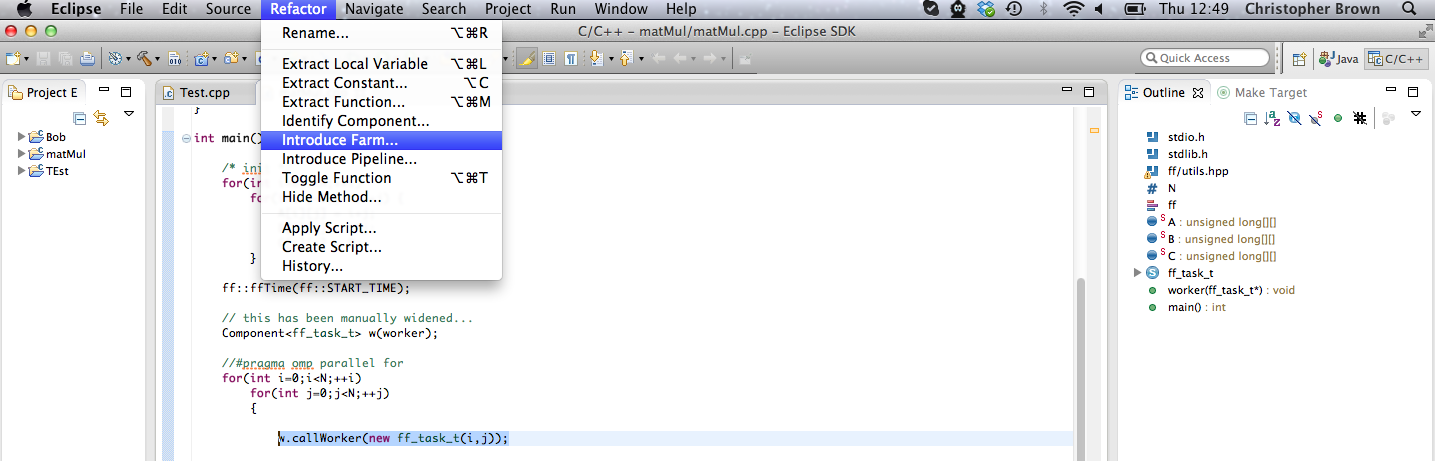 Eclipse File Edit Source Refactor Navigate Search Project Run Window Help Thu 12:49 Christopher Brown
C/C++ – matMul/matMul.cpp – Eclipse SDK
Quick Access Java C/C++
Project E
Bob
matMul
TEst
Rename... ⌥⌘R
Extract Local Variable ⌥⌘L
Extract Constant... ⌥C
Extract Function... ⌥⌘M
Identify Component...
Introduce Farm...
Introduce Pipeline...
Toggle Function ⌥⌘T
Hide Method...
Apply Script...
Create Script...
History...
Test.cpp
}
int main()
/* ini
for(in
fo
}
ff::ffTime(ff::START_TIME);
// this has been manually widened...
Component<ff_task_t> w(worker);
//#pragma omp parallel for
for(int i=0;i<N;++i)
for(int j=0;j<N;++j)
{
w.callWorker(new ff_task_t(i,j));
Outline Make Target
stdio.h
stdlib.h
ff/utils.hpp
# N
ff
S A : unsigned long[][]
S B : unsigned long[][]
S C : unsigned long[][]
S ff_task_t
worker(ff_task_t*) : void
main() : int